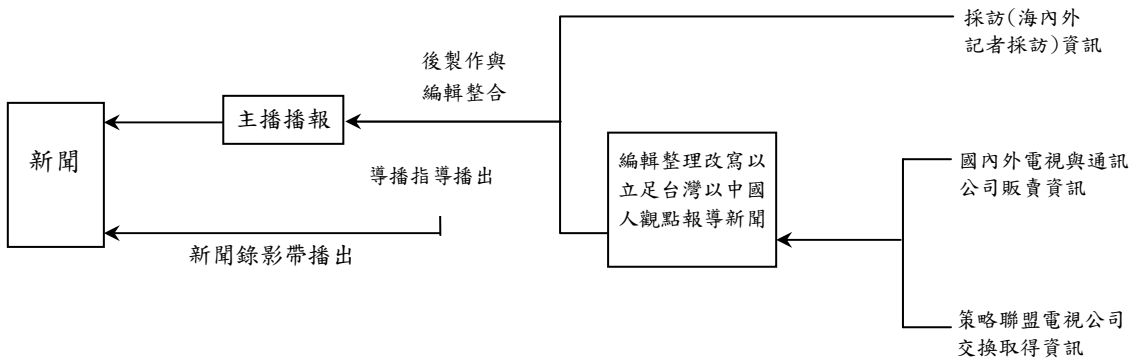 新聞
主播播報
後製作與
編輯整合
導播指導播出
新聞錄影帶播出
採訪(海內外
記者採訪)資訊
編輯整理改寫以
立足台灣以中國
人觀點報導新聞
國內外電視與通訊
公司販賣資訊
策略聯盟電視公司
交換取得資訊